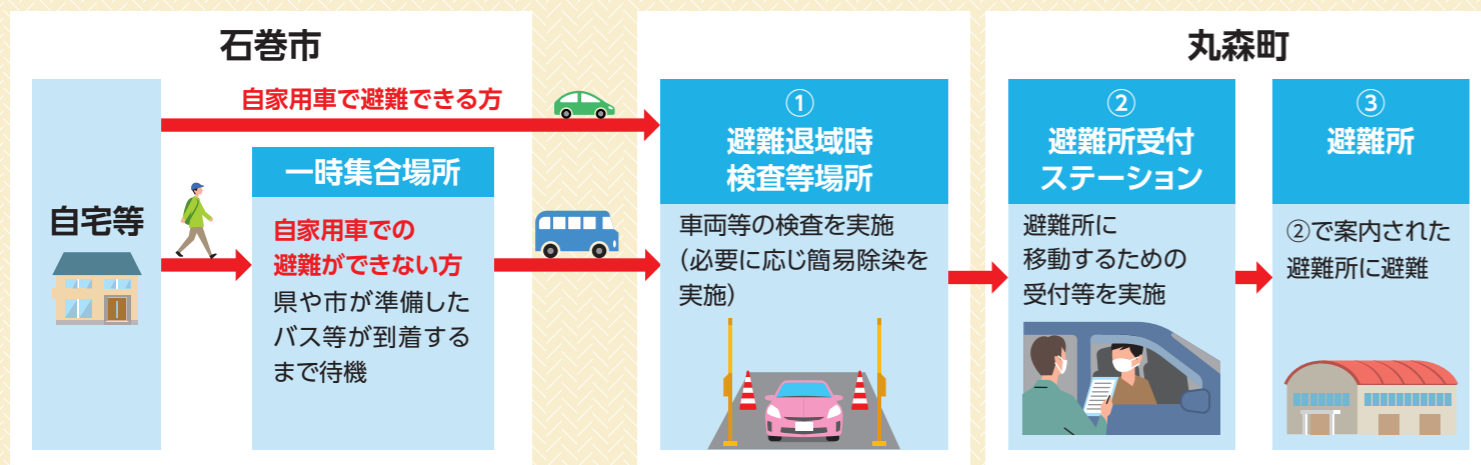 石巻市
自宅等
自家用車で避難できる方
一時集合場所
自家用車での
避難ができない方
県や市が準備した
バス等が到着する
まで待機
①
避難退域時
検査等場所
車両等の検査を実施
（必要に応じ簡易除染を
実施）
丸森町
②
避難所受付
ステーション
避難所に
移動するための
受付等を実施
③
避難所
②で案内された
避難所に避難